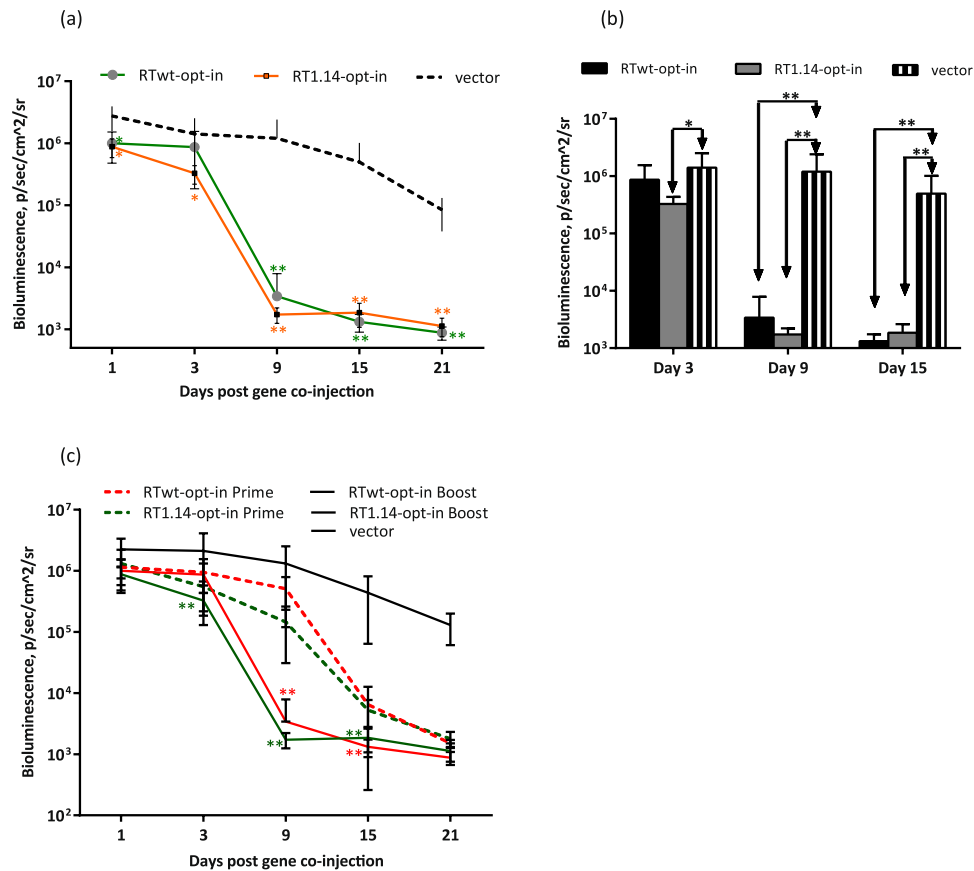 (a)
RTwt-opt-in RT1.14-opt-in vector
Bioluminescence, p/sec/cm^2/sr
10^7
10^6
10^5
10^4
10^3
*
*
*
**
**
**
**
**
**
1 3 9 15 21
Days post gene co-injection
(b)
RTwt-opt-in RT1.14-opt-in vector
Bioluminescence, p/sec/cm^2/sr
10^7
10^6
10^5
10^4
10^3
*
**
**
**
**
Day 3 Day 9 Day 15
(c)
RTwt-opt-in Prime RTwt-opt-in Boost
RT1.14-opt-in Prime RT1.14-opt-in Boost
vector
Bioluminescence, p/sec/cm^2/sr
10^7
10^6
10^5
10^4
10^3
10^2
**
**
**
**
**
1 3 9 15 21
Days post gene co-injection